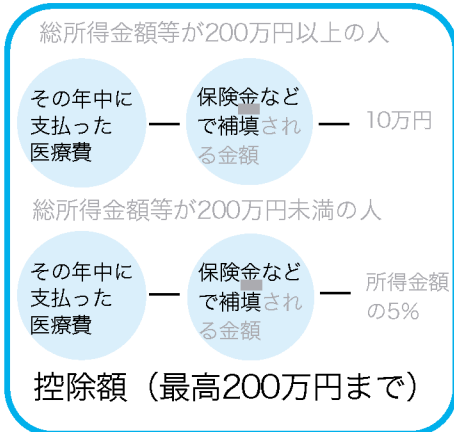 総所得金額等が200万円以上の人
その年中に
支払った
医療費
ー
保険金など
で補填され
る金額
ー
10万円
総所得金額等が200万円未満の人
その年中に
支払った
医療費
ー
保険金など
で補填され
る金額
ー
所得金額
の5%
控除額（最高200万円まで）